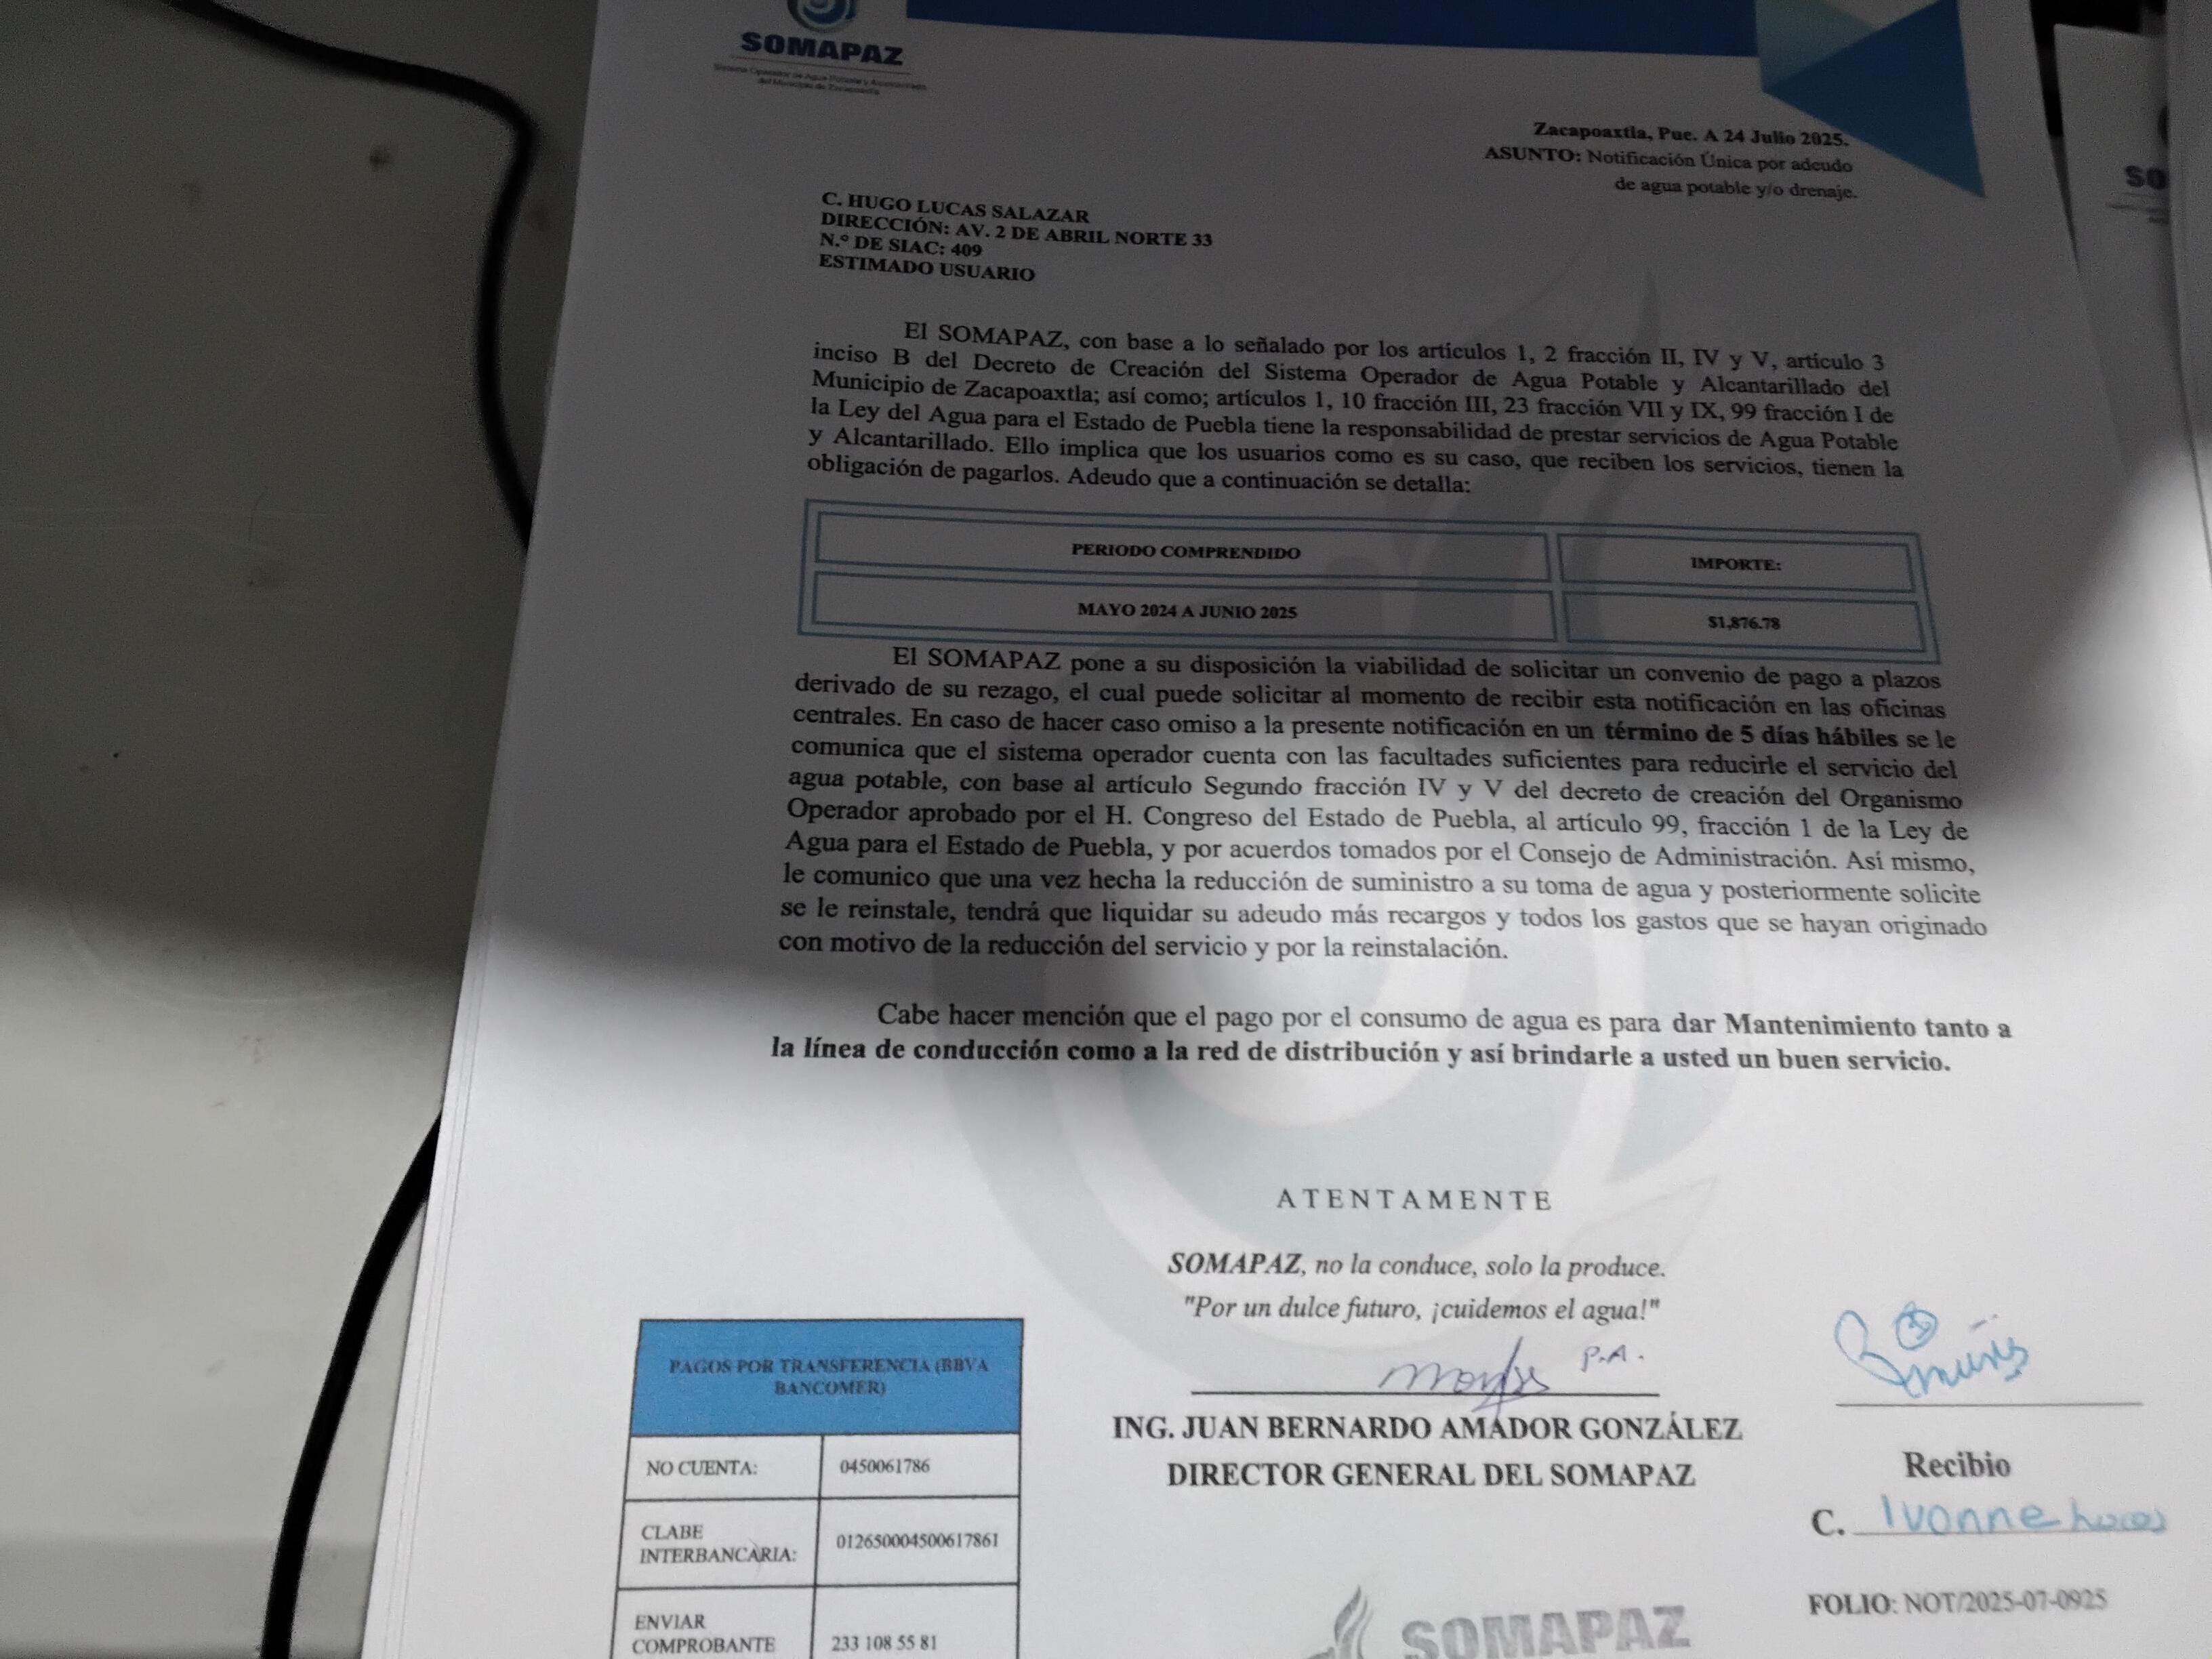 SOMAPAZ
Sistema Operador de Agua Potable y Alcantarillado
del Municipio de Zacapoaxtla
Zacapoaxtla, Pue. A 24 Julio 2025.
ASUNTO: Notificación Única por adeudo
de agua potable y/o drenaje.
C. HUGO LUCAS SALAZAR
DIRECCIÓN: AV. 2 DE ABRIL NORTE 33
N.° DE SIAC: 409
ESTIMADO USUARIO
El SOMAPAZ, con base a lo señalado por los artículos 1, 2 fracción II, IV y V, artículo 3
inciso B del Decreto de Creación del Sistema Operador de Agua Potable y Alcantarillado del
Municipio de Zacapoaxtla; así como; artículos 1, 10 fracción III, 23 fracción VII y IX, 99 fracción I de
la Ley del Agua para el Estado de Puebla tiene la responsabilidad de prestar servicios de Agua Potable
y Alcantarillado. Ello implica que los usuarios como es su caso, que reciben los servicios, tienen la
obligación de pagarlos. Adeudo que a continuación se detalla:
PERIODO COMPRENDIDO
IMPORTE:
MAYO 2024 A JUNIO 2025
$1,876.78
El SOMAPAZ pone a su disposición la viabilidad de solicitar un convenio de pago a plazos
derivado de su rezago, el cual puede solicitar al momento de recibir esta notificación en las oficinas
centrales. En caso de hacer caso omiso a la presente notificación en un término de 5 días hábiles se le
comunica que el sistema operador cuenta con las facultades suficientes para reducirle el servicio del
agua potable, con base al artículo Segundo fracción IV y V del decreto de creación del Organismo
Operador aprobado por el H. Congreso del Estado de Puebla, al artículo 99, fracción 1 de la Ley de
Agua para el Estado de Puebla, y por acuerdos tomados por el Consejo de Administración. Así mismo,
le comunico que una vez hecha la reducción de suministro a su toma de agua y posteriormente solicite
se le reinstale, tendrá que liquidar su adeudo más recargos y todos los gastos que se hayan originado
con motivo de la reducción del servicio y por la reinstalación.
Cabe hacer mención que el pago por el consumo de agua es para dar Mantenimiento tanto a
la línea de conducción como a la red de distribución y así brindarle a usted un buen servicio.
ATENTAMENTE
SOMAPAZ, no la conduce, solo la produce.
"Por un dulce futuro, ¡cuidemos el agua!"
P.A.
ING. JUAN BERNARDO AMADOR GONZÁLEZ
DIRECTOR GENERAL DEL SOMAPAZ
Recibio
C. Ivonne Lucas
FOLIO: NOT/2025-07-0925
PAGOS POR TRANSFERENCIA (BBVA
BANCOMER)
NO CUENTA:
0450061786
CLABE
INTERBANCARIA:
012650004500617861
ENVIAR
COMPROBANTE
233 108 55 81
SOMAPAZ
SO